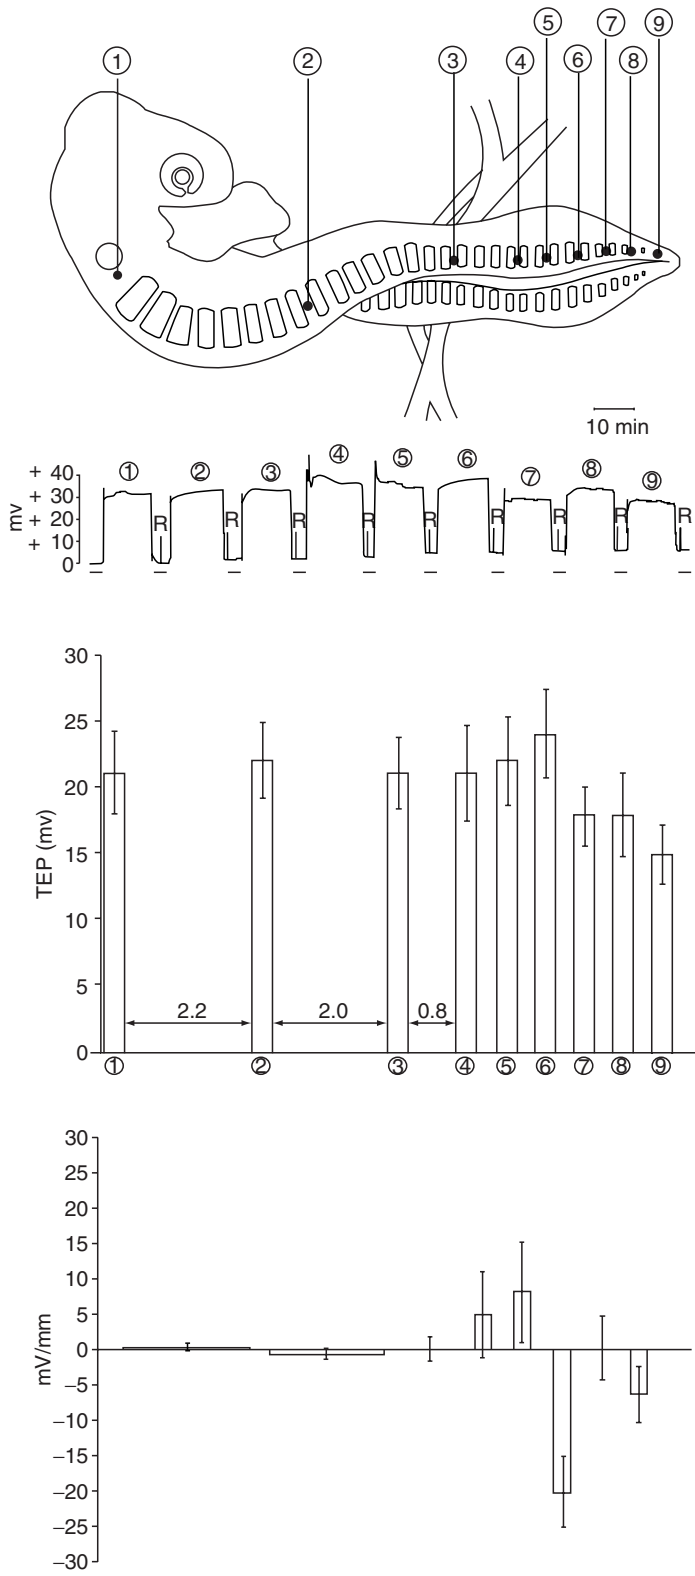 ⑤ ⑦ ⑨
① ② ③ ④ ⑥ ⑧
10 min
① ② ③ ④ ⑤ ⑥ ⑦ ⑧ ⑨
mv
+ 40
+ 30
+ 20
+ 10
0
R R R R R R R R R
TEP (mv)
30
25
20
15
10
5
0
2.2 2.0 0.8
① ② ③ ④ ⑤ ⑥ ⑦ ⑧ ⑨
mV/mm
30
25
20
15
10
5
0
−5
−10
−15
−20
−25
−30